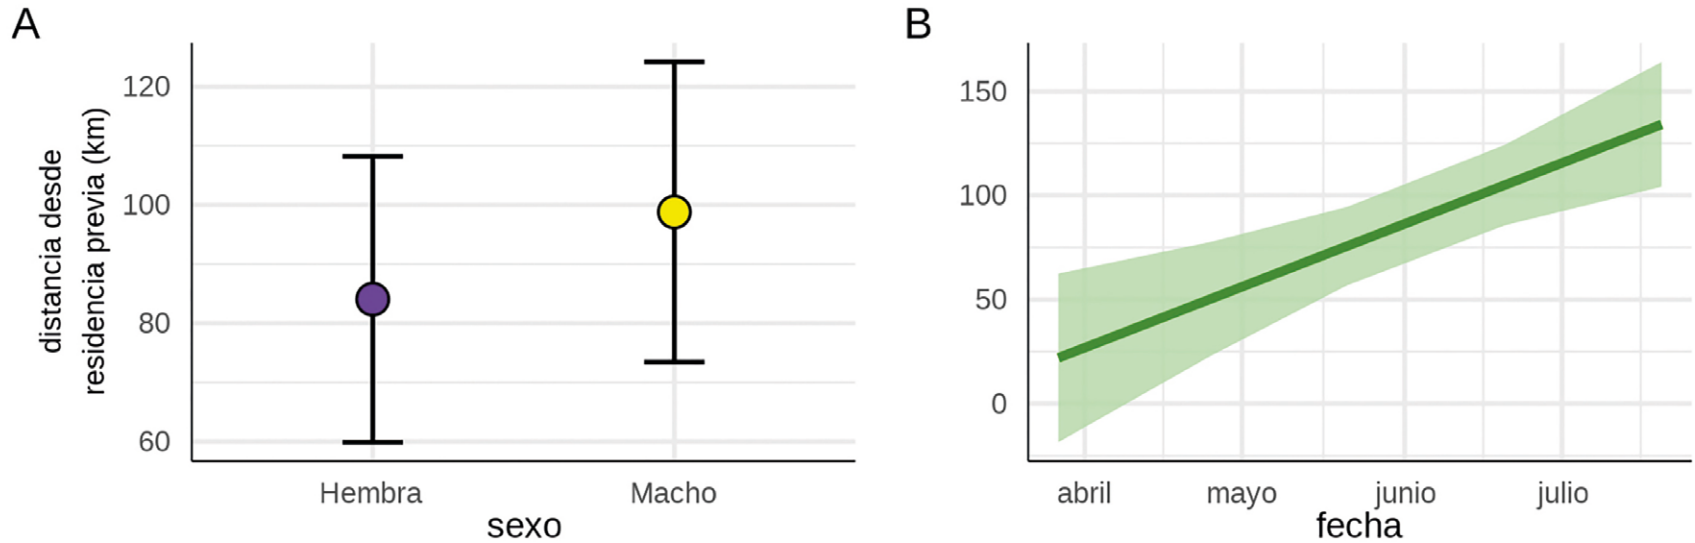 A
distancia desde
residencia previa (km)
120
100
80
60
Hembra Macho
sexo
B
150
100
50
0
abril mayo junio julio
fecha